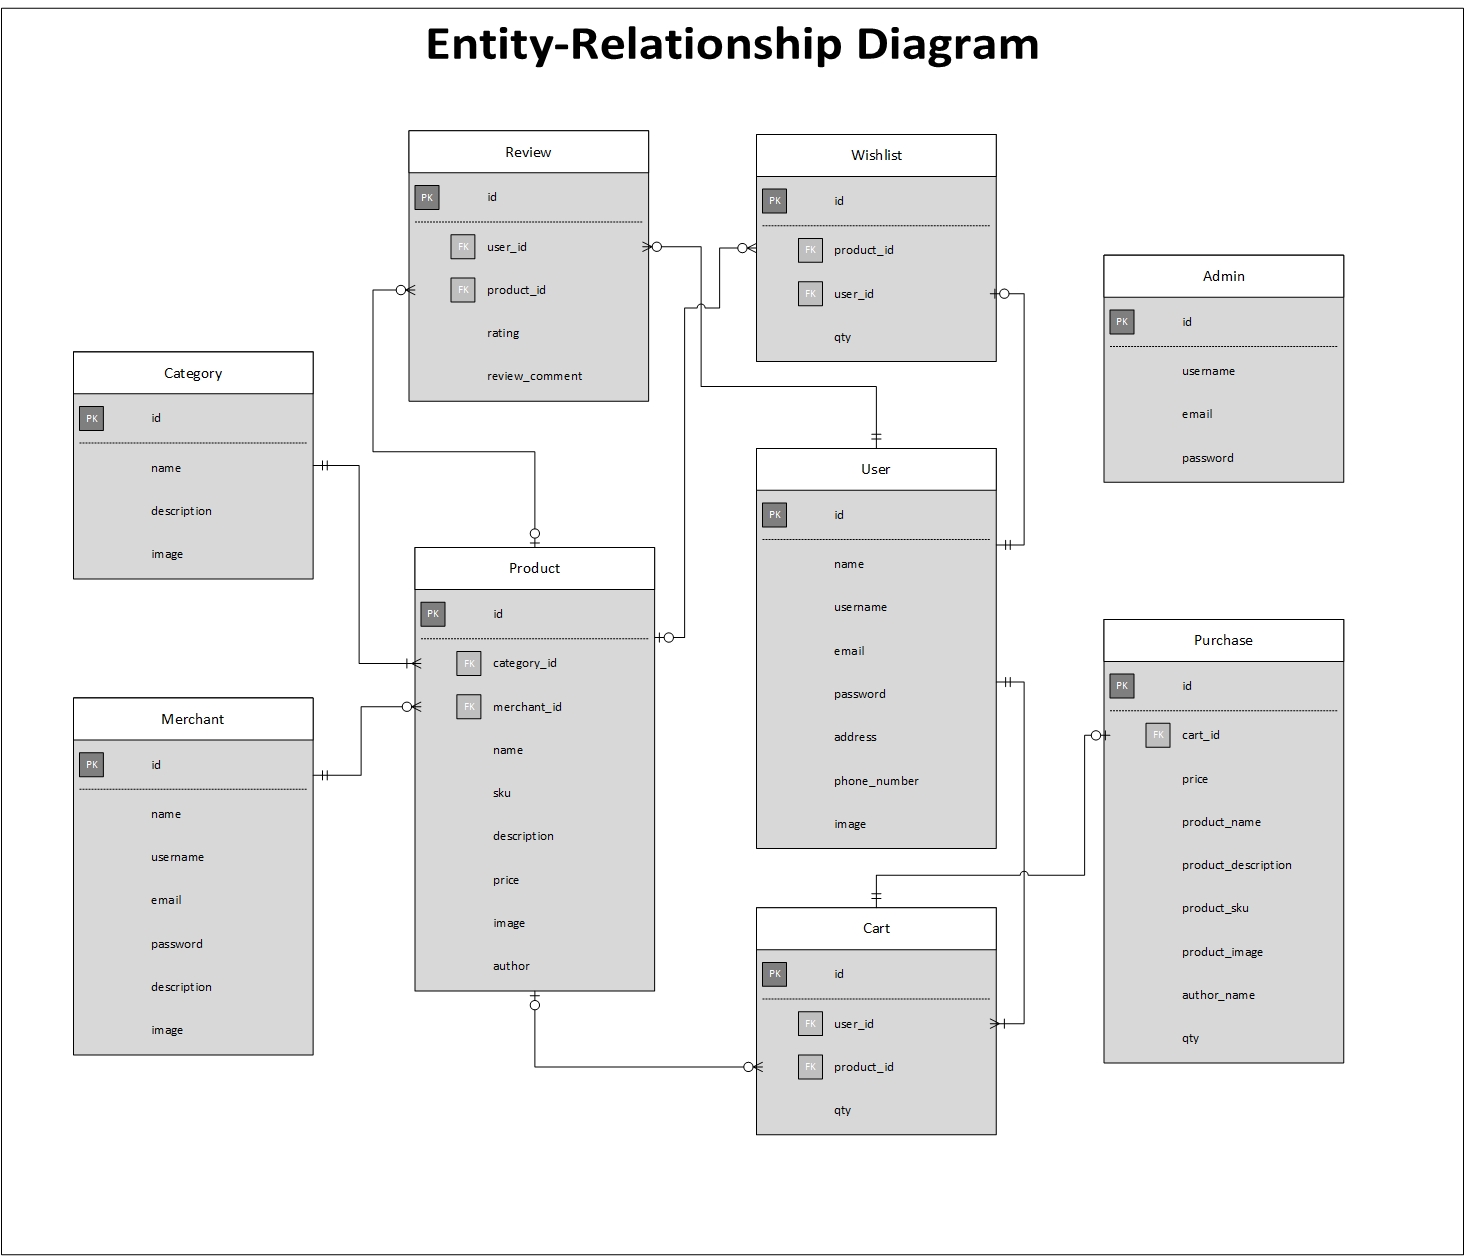 Entity-Relationship Diagram
Review
PK id
FK user_id
FK product_id
rating
review_comment
Wishlist
PK id
FK product_id
FK user_id
qty
Admin
PK id
username
email
password
Category
PK id
name
description
image
User
PK id
name
username
email
password
address
phone_number
image
Product
PK id
FK category_id
FK merchant_id
name
sku
description
price
image
author
Purchase
PK id
FK cart_id
price
product_name
product_description
product_sku
product_image
author_name
qty
Merchant
PK id
name
username
email
password
description
image
Cart
PK id
FK user_id
FK product_id
qty